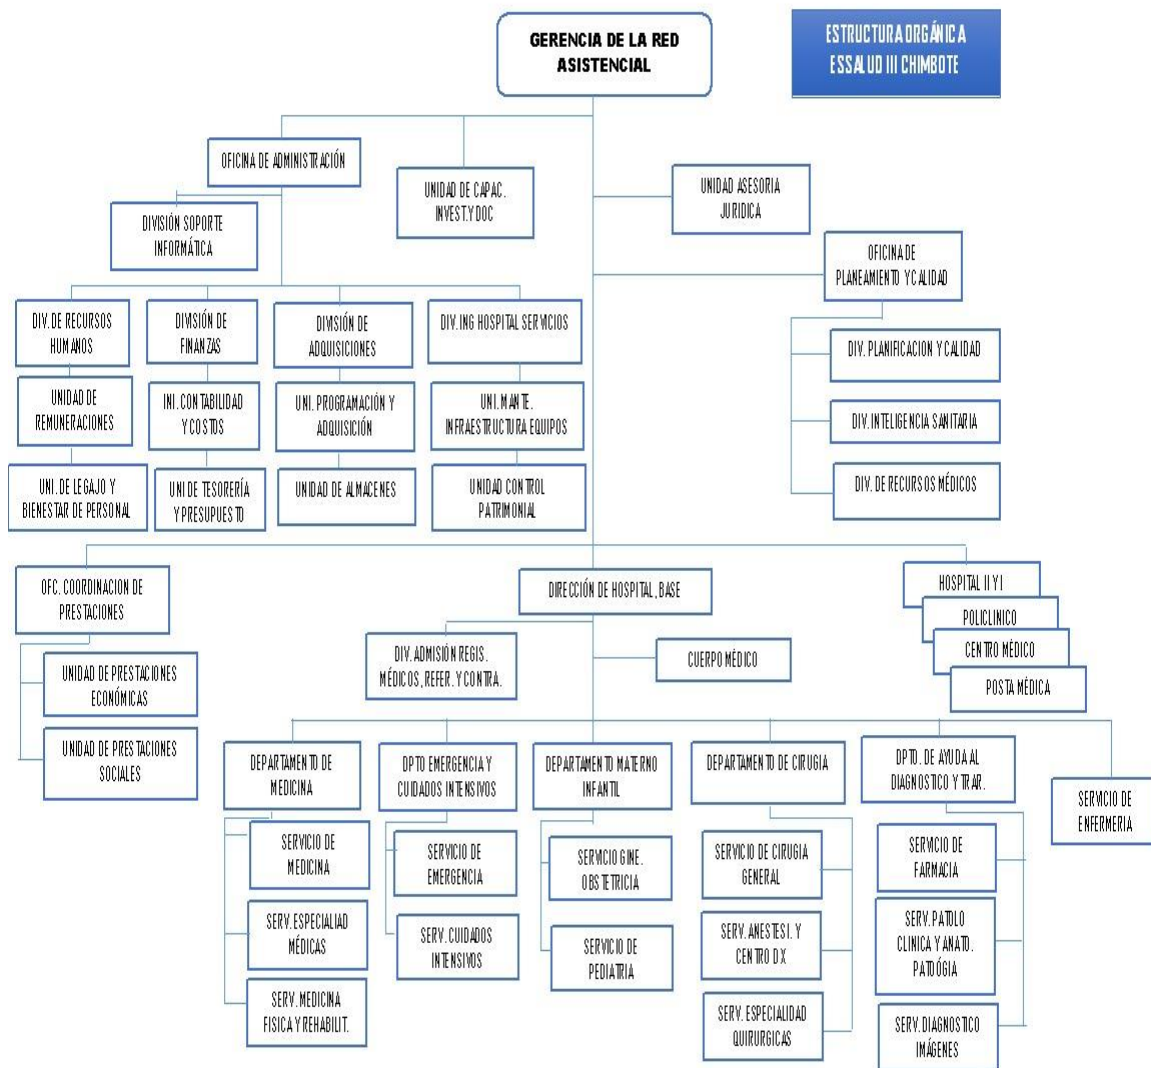 GERENCIA DE LA RED
ASISTENCIAL
ESTRUCTURA ORGÁNICA
ESSALUD III CHIMBOTE
OFICINA DE ADMINISTRACIÓN
UNIDAD DE CAPAC.
INVEST.Y DOC
UNIDAD ASESORIA
JURIDICA
DIVISIÓN SOPORTE
INFORMÁTICA
OFICINA DE
PLANEAMIENTO Y CALIDAD
DIV. DE RECURSOS
HUMANOS
DIVISIÓN DE
FINANZAS
DIVISIÓN DE
ADQUISICIONES
DIV. ING HOSPITAL SERVICIOS
DIV. PLANIFICACION Y CALIDAD
UNIDAD DE
REMUNERACIONES
INI. CONTABILIDAD
Y COSTOS
UNI. PROGRAMACIÓN Y
ADQUISICIÓN
UNI. MANTE.
INFRAESTRUCTURA EQUIPOS
DIV. INTELIGENCIA SANITARIA
UNI. DE LEGAJO Y
BIENESTAR DE PERSONAL
UNI DE TESORERÍA
Y PRESUPUESTO
UNIDAD DE ALMACENES
UNIDAD CONTROL
PATRIMONIAL
DIV. DE RECURSOS MÉDICOS
OFC. COORDINACION DE
PRESTACIONES
DIRECCIÓN DE HOSPITAL, BASE
HOSPITAL II Y I
POLICLINICO
CENTRO MÉDICO
POSTA MÉDICA
DIV. ADMISIÓN REGIS.
MÉDICOS, REFER. Y CONTRA.
CUERPO MÉDICO
UNIDAD DE PRESTACIONES
ECONÓMICAS
UNIDAD DE PRESTACIONES
SOCIALES
DEPARTAMENTO DE
MEDICINA
DPTO EMERGENCIA Y
CUIDADOS INTENSIVOS
DEPARTAMENTO MATERNO
INFANTIL
DEPARTAMENTO DE CIRUGIA
DPTO. DE AYUDA AL
DIAGNOSTICO Y TRAR.
SERVICIO DE
ENFERMERIA
SERVICIO DE
MEDICINA
SERVICIO DE
EMERGENCIA
SERVICIO GINE.
OBSTETRICIA
SERVICIO DE CIRUGIA
GENERAL
SERVICIO DE
FARMACIA
SERV. ESPECIALIAD
MÉDICAS
SERV. CUIDADOS
INTENSIVOS
SERVICIO DE
PEDIATRIA
SERV. ANESTESI. Y
CENTRO DX
SERV. PATOLO
CLINICA Y ANATO.
PATOÓGIA
SERV. MEDICINA
FISICA Y REHABILIT.
SERV. ESPECIALIDAD
QUIRURGICAS
SERV. DIAGNOSTICO
IMÁGENES